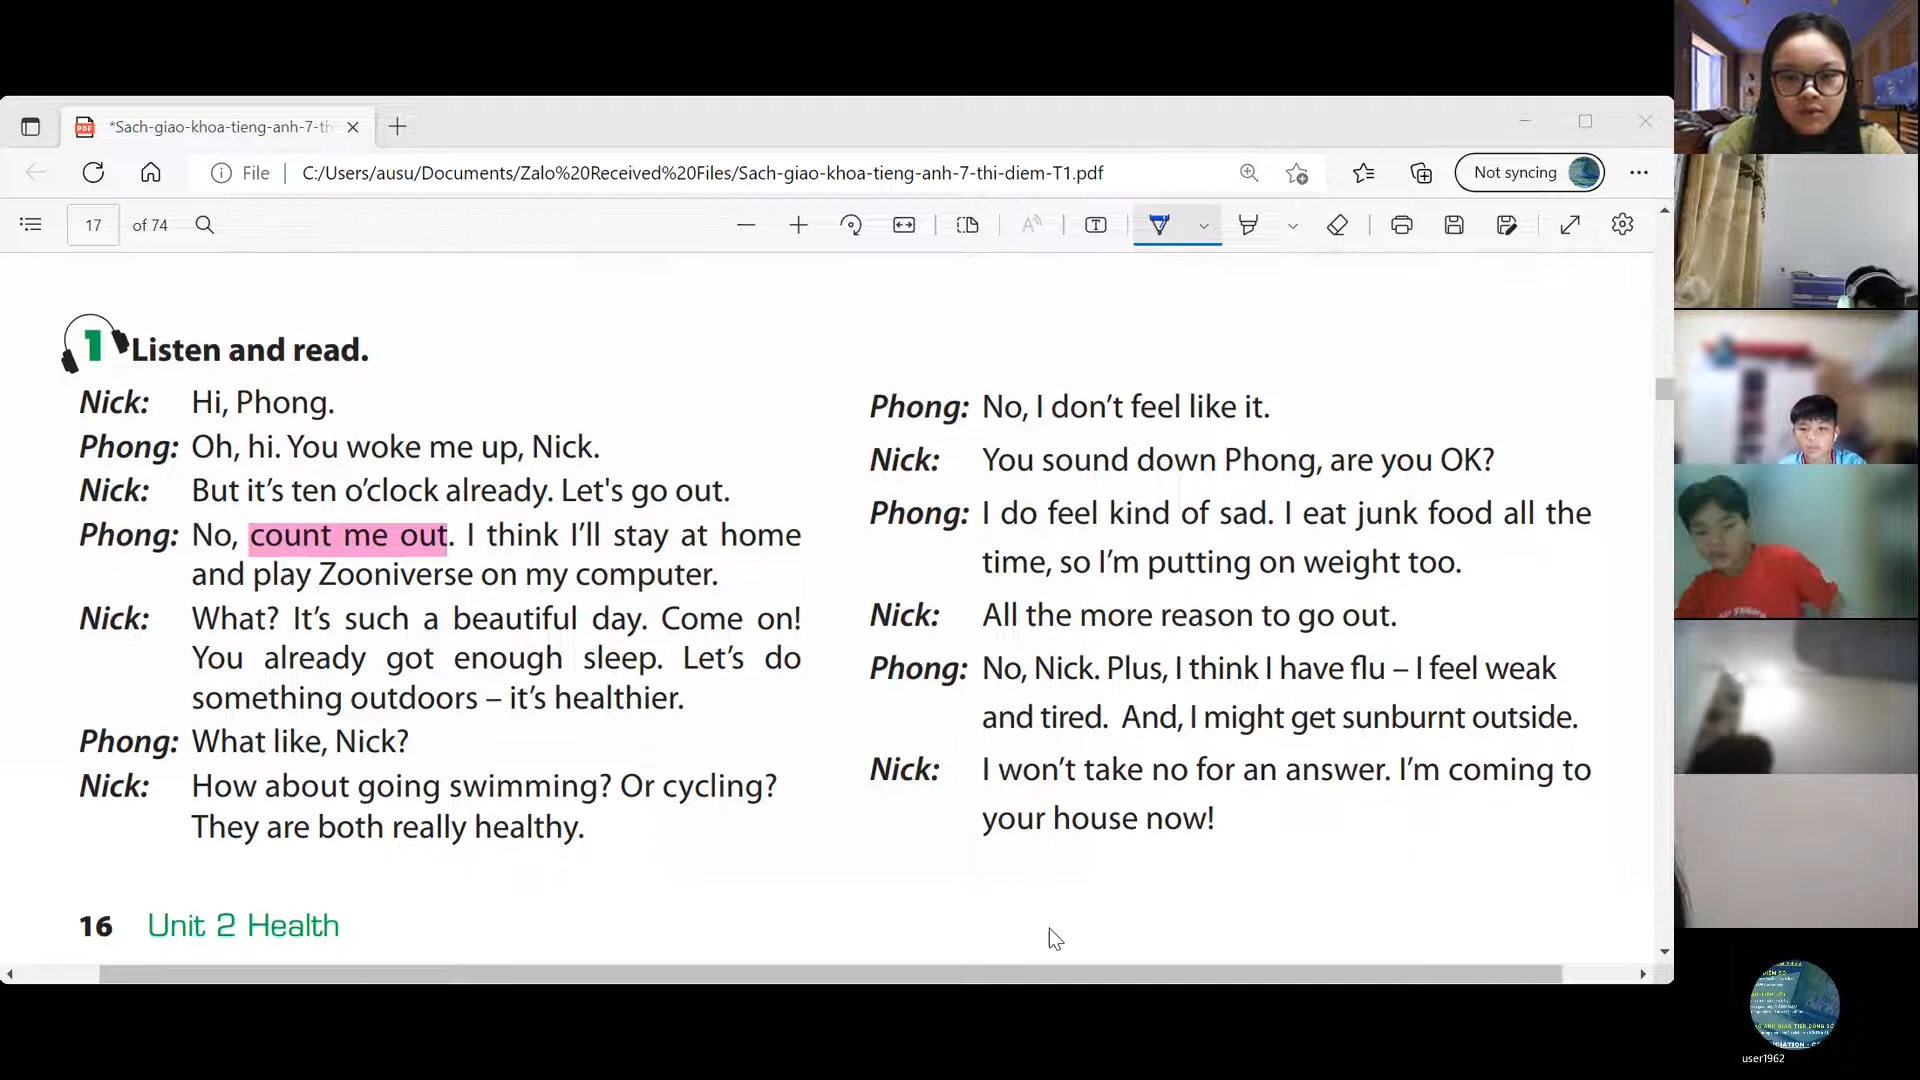 *Sach-giao-khoa-tieng-anh-7-th
File
C:/Users/ausu/Documents/Zalo%20Received%20Files/Sach-giao-khoa-tieng-anh-7-thi-diem-T1.pdf
Not syncing
17 of 74
1 Listen and read.
Nick: Hi, Phong.
Phong: Oh, hi. You woke me up, Nick.
Nick: But it's ten o'clock already. Let's go out.
Phong: No, count me out. I think I'll stay at home
and play Zooniverse on my computer.
Nick: What? It's such a beautiful day. Come on!
You already got enough sleep. Let's do
something outdoors – it's healthier.
Phong: What like, Nick?
Nick: How about going swimming? Or cycling?
They are both really healthy.
Phong: No, I don't feel like it.
Nick: You sound down Phong, are you OK?
Phong: I do feel kind of sad. I eat junk food all the
time, so I'm putting on weight too.
Nick: All the more reason to go out.
Phong: No, Nick. Plus, I think I have flu – I feel weak
and tired. And, I might get sunburnt outside.
Nick: I won't take no for an answer. I'm coming to
your house now!
16 Unit 2 Health
user1962